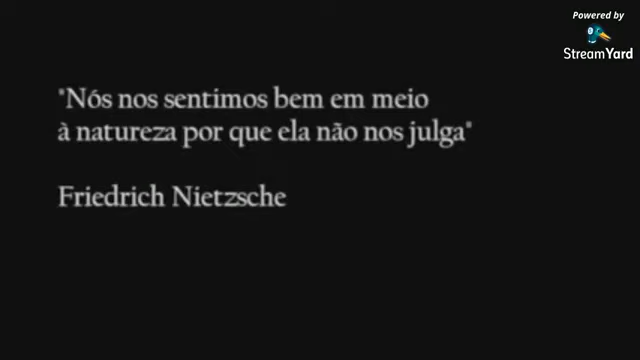 Powered by
StreamYard
"Nós nos sentimos bem em meio
à natureza por que ela não nos julga"
Friedrich Nietzsche